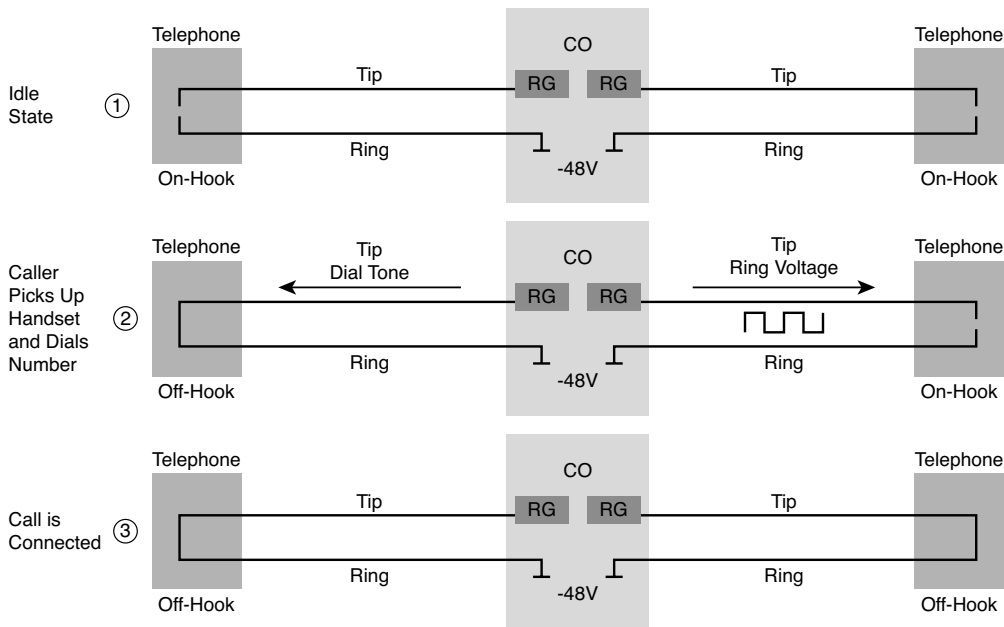 Telephone
CO
Telephone
Idle
State
1
Tip
RG
RG
Tip
Ring
-48V
Ring
On-Hook
On-Hook
Telephone
CO
Telephone
Caller
Picks Up
Handset
and Dials
Number
2
Tip
Dial Tone
RG
RG
Tip
Ring Voltage
Ring
-48V
Ring
Off-Hook
On-Hook
Telephone
CO
Telephone
Call is
Connected
3
Tip
RG
RG
Tip
Ring
-48V
Ring
Off-Hook
Off-Hook